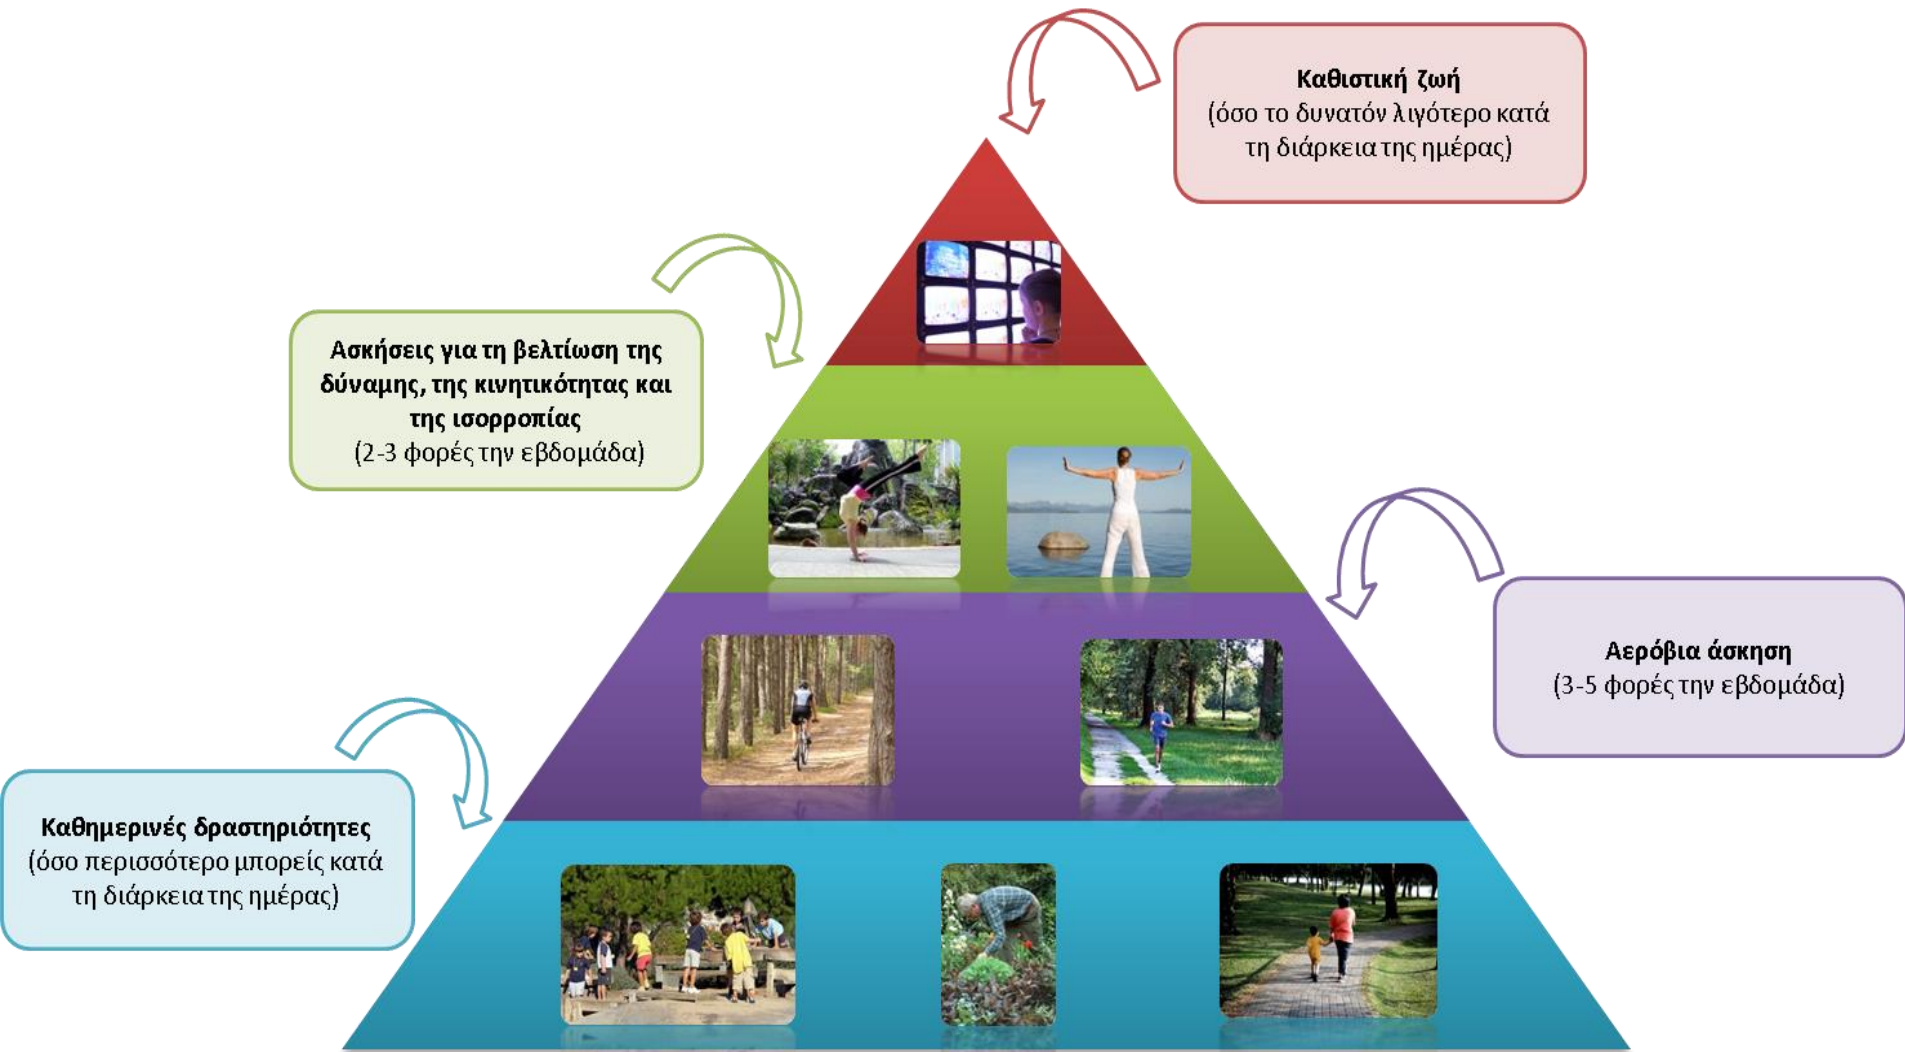 Καθιστική ζωή
(όσο το δυνατόν λιγότερο κατά
τη διάρκεια της ημέρας)
Ασκήσεις για τη βελτίωση της
δύναμης, της κινητικότητας και
της ισορροπίας
(2-3 φορές την εβδομάδα)
Αερόβια άσκηση
(3-5 φορές την εβδομάδα)
Καθημερινές δραστηριότητες
(όσο περισσότερο μπορείς κατά
τη διάρκεια της ημέρας)